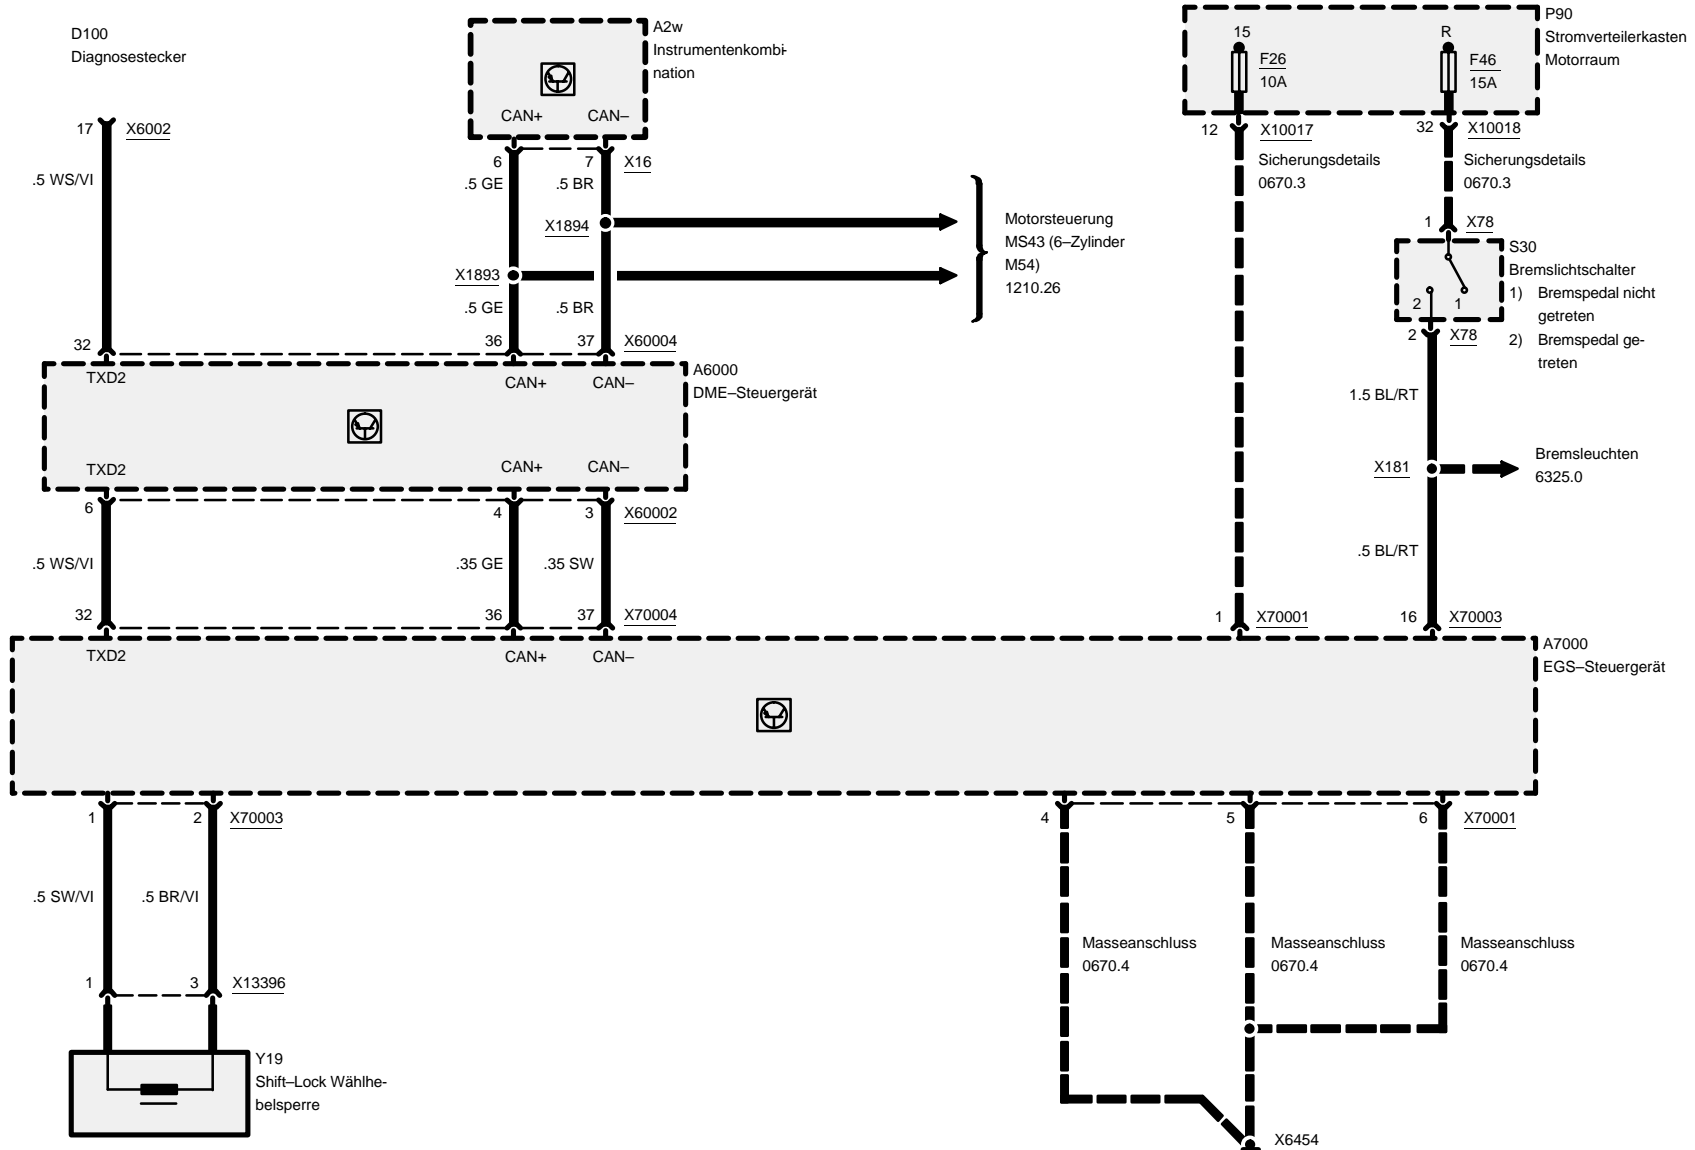 D100
Diagnosestecker
A2w
Instrumentenkombi-
nation
CAN+ CAN–
P90
Stromverteilerkasten
Motorraum
15 R
F26
10A
F46
15A
17 X6002
.5 WS/VI
6 7 X16
.5 GE .5 BR
X1894
X1893
.5 GE .5 BR
Motorsteuerung
MS43 (6–Zylinder
M54)
1210.26
12 X10017
Sicherungsdetails
0670.3
32 X10018
Sicherungsdetails
0670.3
1 X78
S30
Bremslichtschalter
1) Bremspedal nicht
getreten
2) Bremspedal ge-
treten
2 1
2 X78
32 36 37 X60004
TXD2 CAN+ CAN–
A6000
DME–Steuergerät
TXD2 CAN+ CAN–
1.5 BL/RT
X181
Bremsleuchten
6325.0
.5 BL/RT
6 4 3 X60002
.5 WS/VI .35 GE .35 SW
32 36 37 X70004
1 X70001
16 X70003
TXD2 CAN+ CAN–
A7000
EGS–Steuergerät
1 2 X70003
4 5 6 X70001
.5 SW/VI .5 BR/VI
Masseanschluss
0670.4
Masseanschluss
0670.4
Masseanschluss
0670.4
1 3 X13396
Y19
Shift–Lock Wählhe-
belsperre
X6454